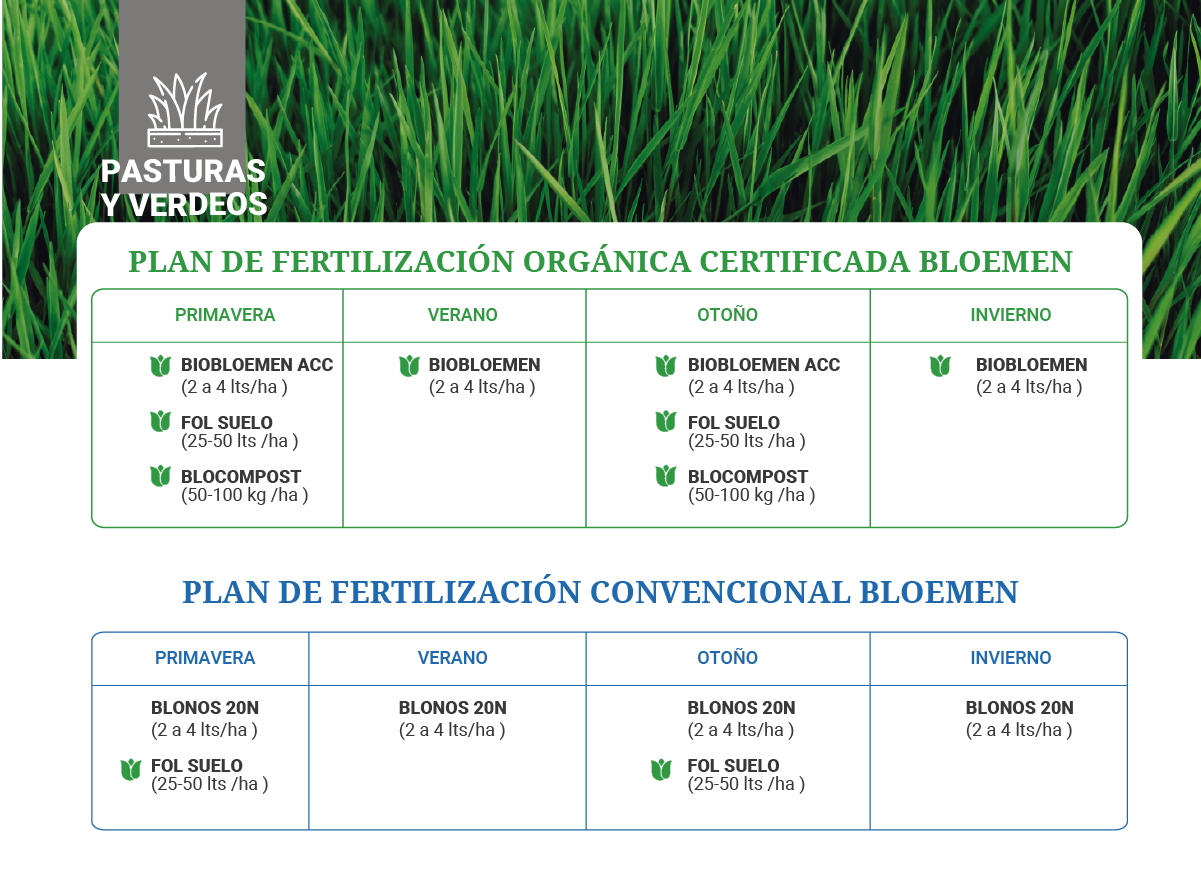 PASTURAS
Y VERDEOS
PLAN DE FERTILIZACIÓN ORGÁNICA CERTIFICADA BLOEMEN
PRIMAVERA
VERANO
OTOÑO
INVIERNO
BIOBLOEMEN ACC
(2 a 4 lts/ha )
FOL SUELO
(25-50 lts /ha )
BLOCOMPOST
(50-100 kg /ha )
BIOBLOEMEN
(2 a 4 lts/ha )
BIOBLOEMEN ACC
(2 a 4 lts/ha )
FOL SUELO
(25-50 lts /ha )
BLOCOMPOST
(50-100 kg /ha )
BIOBLOEMEN
(2 a 4 lts/ha )
PLAN DE FERTILIZACIÓN CONVENCIONAL BLOEMEN
PRIMAVERA
VERANO
OTOÑO
INVIERNO
BLONOS 20N
(2 a 4 lts/ha )
FOL SUELO
(25-50 lts /ha )
BLONOS 20N
(2 a 4 lts/ha )
BLONOS 20N
(2 a 4 lts/ha )
FOL SUELO
(25-50 lts /ha )
BLONOS 20N
(2 a 4 lts/ha )